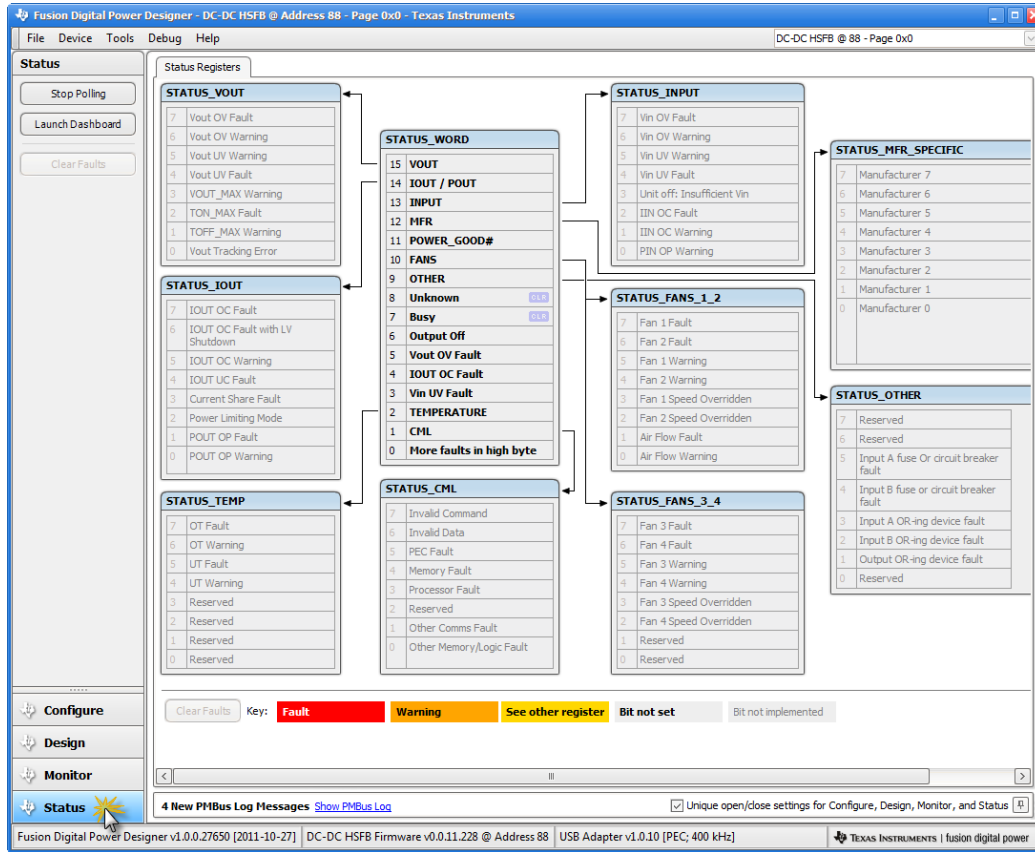 Fusion Digital Power Designer - DC-DC HSFB @ Address 88 - Page 0x0 - Texas Instruments
File Device Tools Debug Help
DC-DC HSFB @ 88 - Page 0x0
Status
Stop Polling
Launch Dashboard
Clear Faults
Status Registers
STATUS_VOUT
7 Vout OV Fault
6 Vout OV Warning
5 Vout UV Warning
4 Vout UV Fault
3 VOUT_MAX Warning
2 TON_MAX Fault
1 TOFF_MAX Warning
0 Vout Tracking Error
STATUS_IOUT
7 IOUT OC Fault
6 IOUT OC Fault with LV
Shutdown
5 IOUT OC Warning
4 IOUT UC Fault
3 Current Share Fault
2 Power Limiting Mode
1 POUT OP Fault
0 POUT OP Warning
STATUS_TEMP
7 OT Fault
6 OT Warning
5 UT Fault
4 UT Warning
3 Reserved
2 Reserved
1 Reserved
0 Reserved
STATUS_WORD
15 VOUT
14 IOUT / POUT
13 INPUT
12 MFR
11 POWER_GOOD#
10 FANS
9 OTHER
8 Unknown CLR
7 Busy CLR
6 Output Off
5 Vout OV Fault
4 IOUT OC Fault
3 Vin UV Fault
2 TEMPERATURE
1 CML
0 More faults in high byte
STATUS_CML
7 Invalid Command
6 Invalid Data
5 PEC Fault
4 Memory Fault
3 Processor Fault
2 Reserved
1 Other Comms Fault
0 Other Memory/Logic Fault
STATUS_INPUT
7 Vin OV Fault
6 Vin OV Warning
5 Vin UV Warning
4 Vin UV Fault
3 Unit off: Insufficient Vin
2 IIN OC Fault
1 IIN OC Warning
0 PIN OP Warning
STATUS_FANS_1_2
7 Fan 1 Fault
6 Fan 2 Fault
5 Fan 1 Warning
4 Fan 2 Warning
3 Fan 1 Speed Overridden
2 Fan 2 Speed Overridden
1 Air Flow Fault
0 Air Flow Warning
STATUS_FANS_3_4
7 Fan 3 Fault
6 Fan 4 Fault
5 Fan 3 Warning
4 Fan 4 Warning
3 Fan 3 Speed Overridden
2 Fan 4 Speed Overridden
1 Reserved
0 Reserved
STATUS_MFR_SPECIFIC
7 Manufacturer 7
6 Manufacturer 6
5 Manufacturer 5
4 Manufacturer 4
3 Manufacturer 3
2 Manufacturer 2
1 Manufacturer 1
0 Manufacturer 0
STATUS_OTHER
7 Reserved
6 Reserved
5 Input A fuse Or circuit breaker
fault
4 Input B fuse or circuit breaker
fault
3 Input A OR-ing device fault
2 Input B OR-ing device fault
1 Output OR-ing device fault
0 Reserved
Configure
Design
Monitor
Status
Clear Faults Key: Fault Warning See other register Bit not set Bit not implemented
4 New PMBus Log Messages Show PMBus Log
Unique open/close settings for Configure, Design, Monitor, and Status
Fusion Digital Power Designer v1.0.0.27650 [2011-10-27] DC-DC HSFB Firmware v0.0.11.228 @ Address 88 USB Adapter v1.0.10 [PEC; 400 kHz] TEXAS INSTRUMENTS | fusion digital power